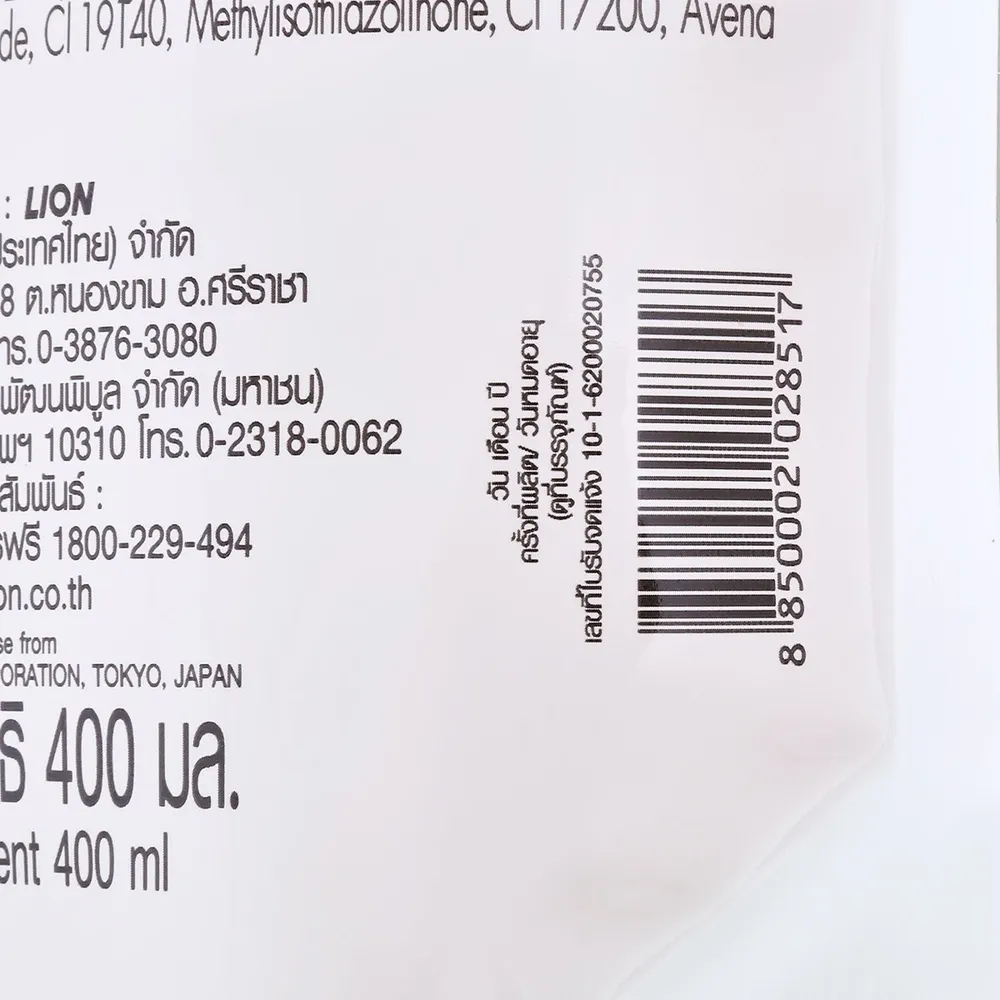 de, CI 19140, Methylisothiazolinone, CI 17200, Avena
: LION
ประเทศไทย) จำกัด
8 ต.หนองขาม อ.ศรีราชา
โทร. 0-3876-3080
พัฒนพิบูล จำกัด (มหาชน)
พฯ 10310 โทร. 0-2318-0062
สัมพันธ์ :
รฟรี 1800-229-494
on.co.th
se from
PORATION, TOKYO, JAPAN
ธิ 400 มล.
ent 400 ml
วัน เดือน ปี
ครั้งที่ผลิต/ วันหมดอายุ
(ดูที่บรรจุภัณฑ์)
เลขที่ใบรับจดแจ้ง 10-1-6200020755
8 850002 028517